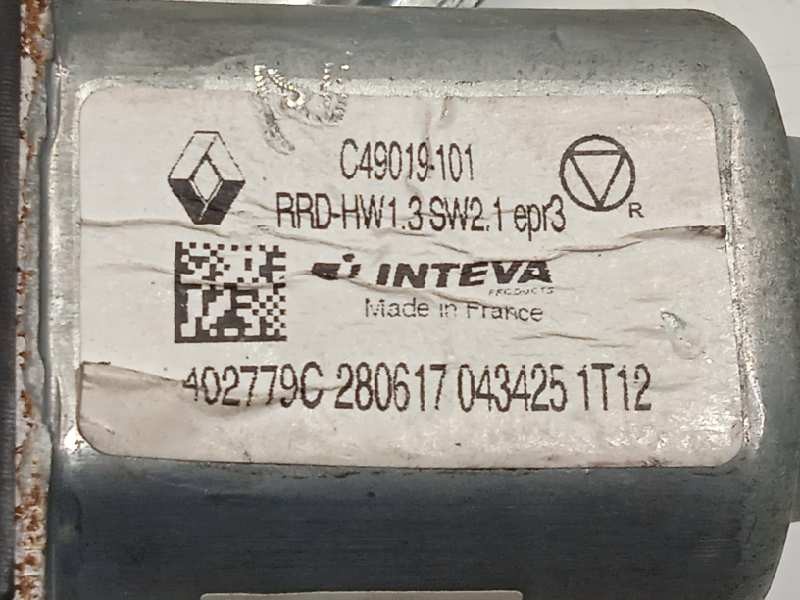 C49019-101
RRD-HW1.3 SW2.1 epr3
R
INTEVA
PRODUCTS
Made in France
402779C 280617 043425 1T12